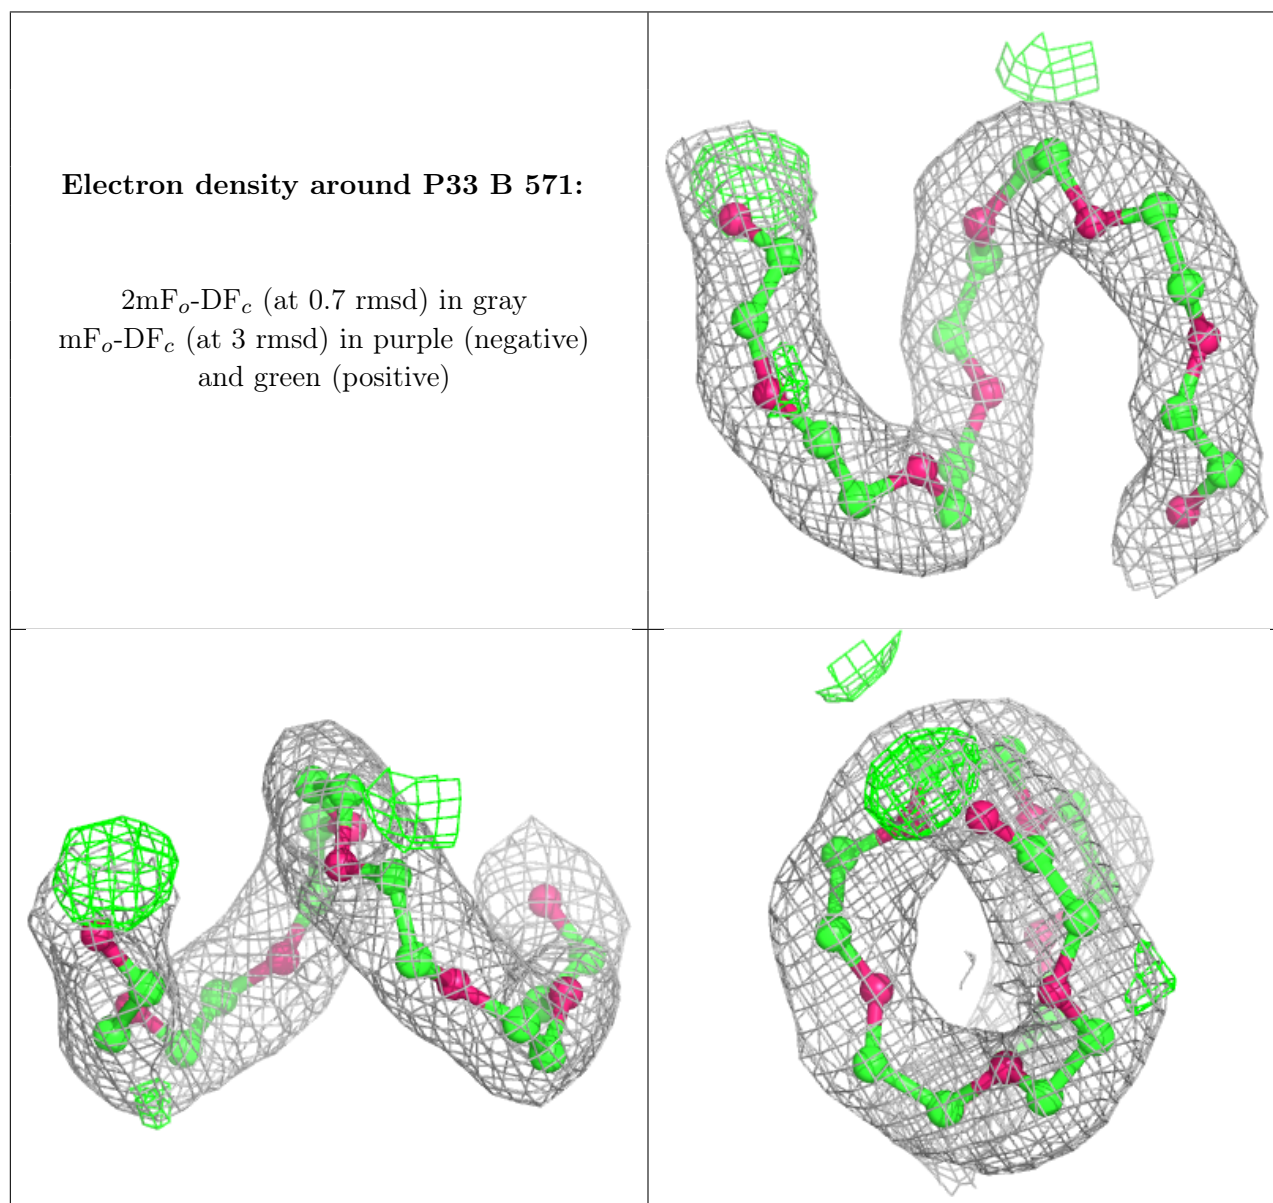 Electron density around P33 B 571:
2mFo-DFc (at 0.7 rmsd) in gray
mFo-DFc (at 3 rmsd) in purple (negative)
and green (positive)